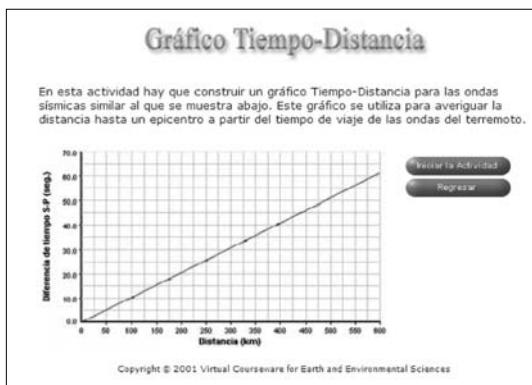 Gráfico Tiempo-Distancia
En esta actividad hay que construir un gráfico Tiempo-Distancia para las ondas
sísmicas similar al que se muestra abajo. Este gráfico se utiliza para averiguar la
distancia hasta un epicentro a partir del tiempo de viaje de las ondas del terremoto.
Iniciar la Actividad
Regresar
Diferencia de tiempo S-P (seg.)
70.0
60.0
50.0
40.0
30.0
20.0
10.0
0.0
0 50 100 150 200 250 300 350 400 450 500 550 600
Distancia (km)
Copyright © 2001 Virtual Courseware for Earth and Environmental Sciences